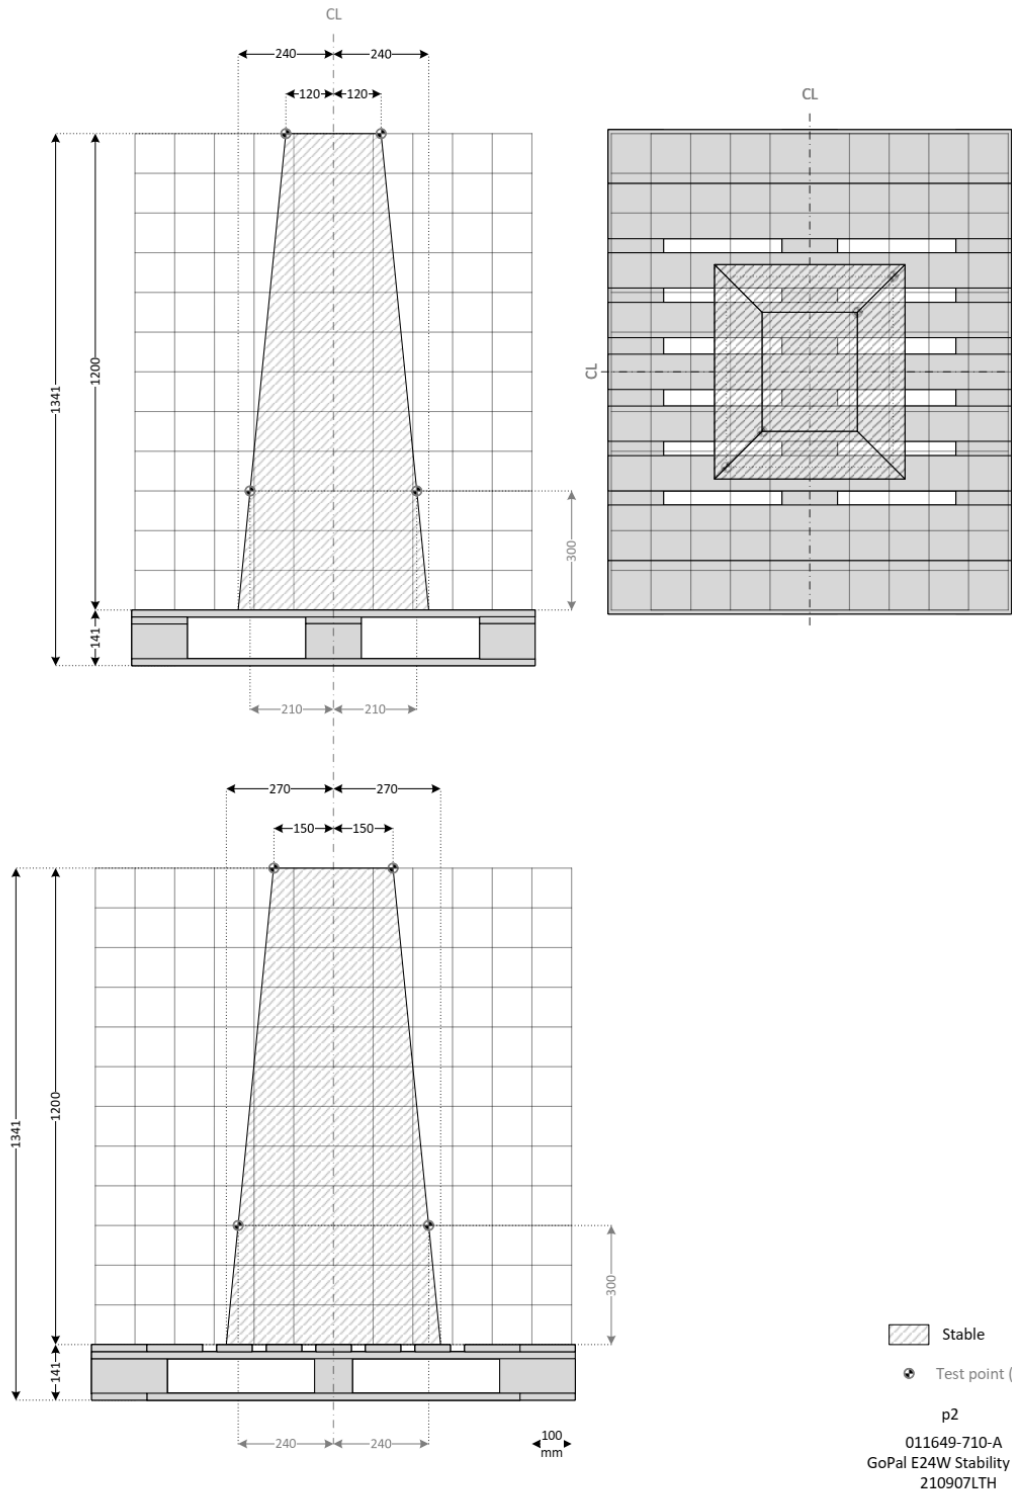 CL
240 240
120 120
CL
1341
1200
CL
300
141
210 210
270 270
150 150
1341
1200
300
141
240 240
100
mm
Stable
Test point (
p2
011649-710-A
GoPal E24W Stability
210907LTH